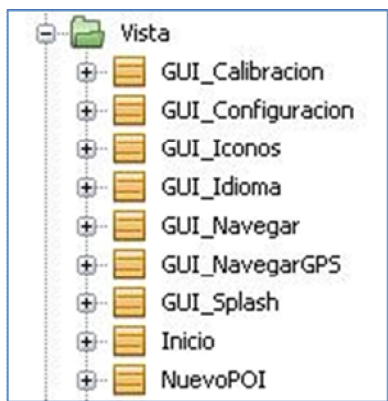 Vista
GUI_Calibracion
GUI_Configuracion
GUI_Iconos
GUI_Idioma
GUI_Navegar
GUI_NavegarGPS
GUI_Splash
Inicio
NuevoPOI